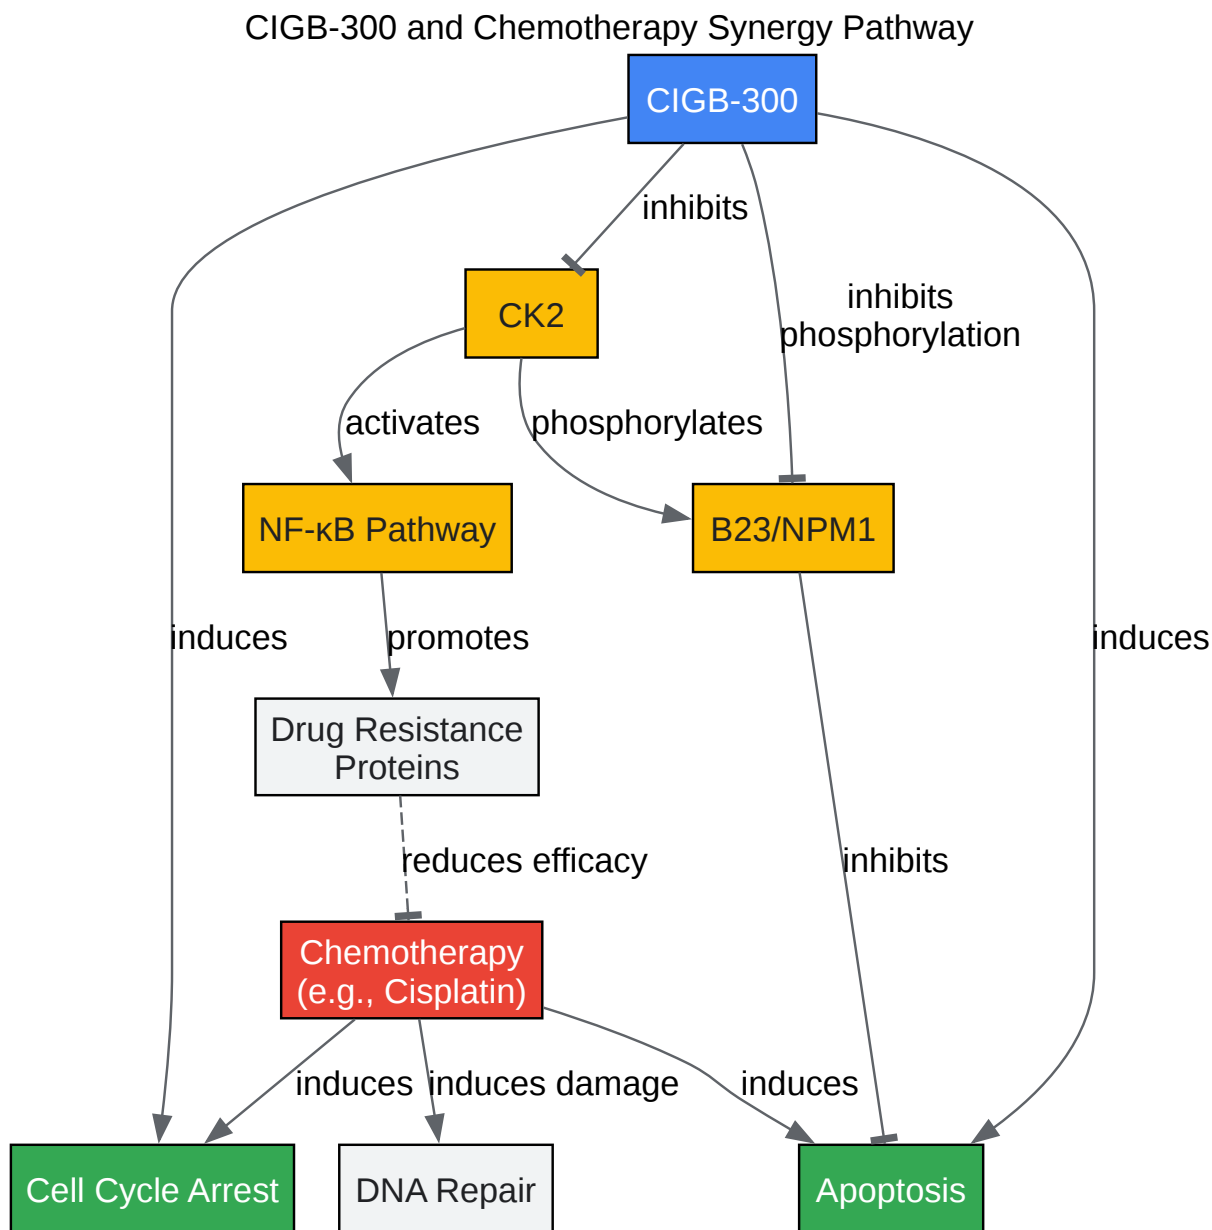 CIGB-300 and Chemotherapy Synergy Pathway
CIGB-300
inhibits
inhibits
phosphorylation
CK2
activates
phosphorylates
NF-κB Pathway
B23/NPM1
induces
promotes
induces
Drug Resistance
Proteins
reduces efficacy
inhibits
Chemotherapy
(e.g., Cisplatin)
induces
induces damage
induces
Cell Cycle Arrest
DNA Repair
Apoptosis